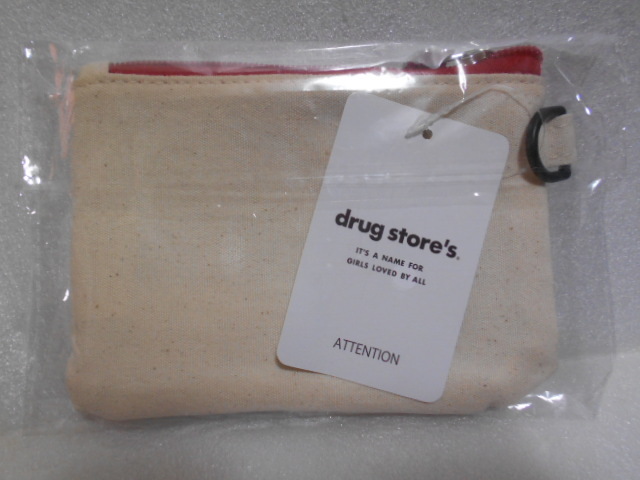 drug store's®
IT'S A NAME FOR
GIRLS LOVED BY ALL
ATTENTION